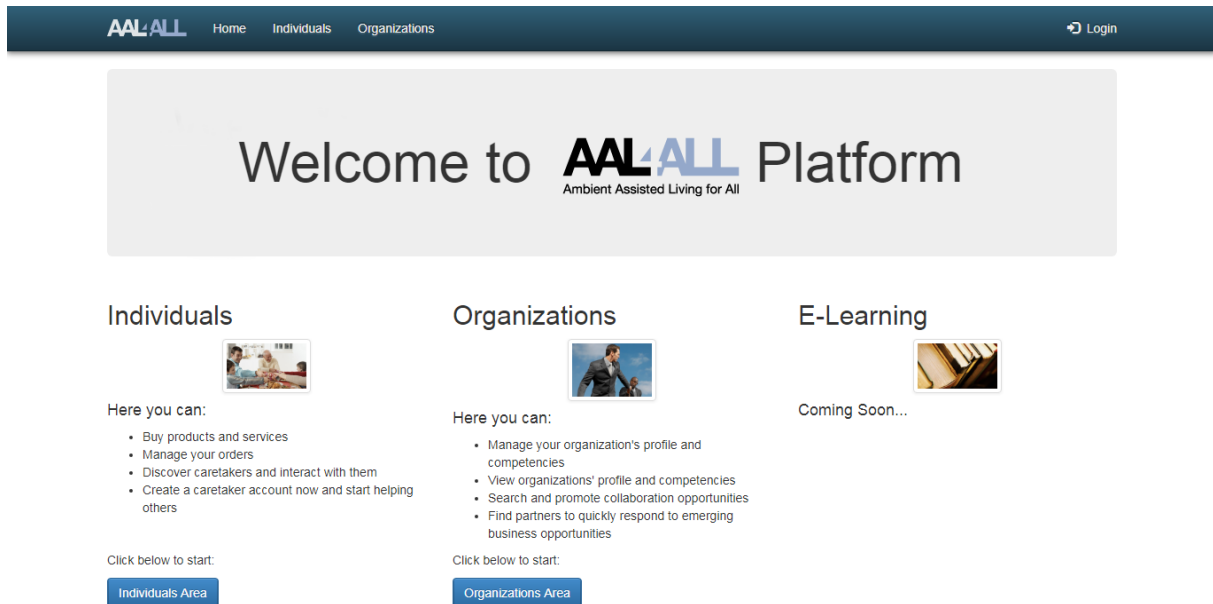 AAL4ALL Home Individuals Organizations Login
Welcome to AAL4ALL Platform
Ambient Assisted Living for All
Individuals
Here you can:
• Buy products and services
• Manage your orders
• Discover caretakers and interact with them
• Create a caretaker account now and start helping
others
Click below to start:
Individuals Area
Organizations
Here you can:
• Manage your organization's profile and
competencies
• View organizations' profile and competencies
• Search and promote collaboration opportunities
• Find partners to quickly respond to emerging
business opportunities
Click below to start:
Organizations Area
E-Learning
Coming Soon...